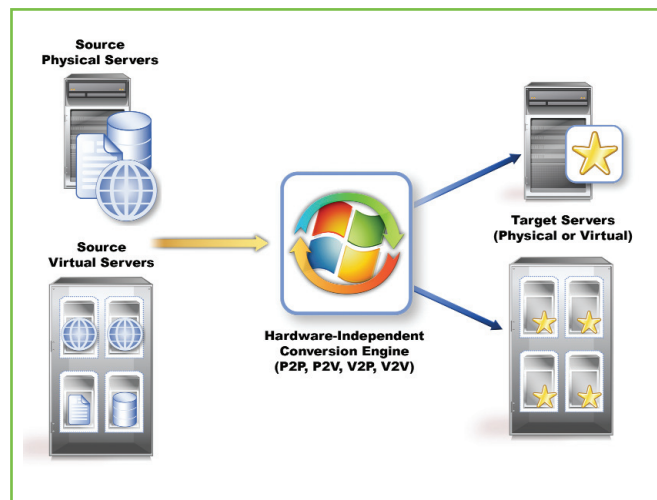 Source
Physical Servers
Source
Virtual Servers
Hardware-Independent
Conversion Engine
(P2P, P2V, V2P, V2V)
Target Servers
(Physical or Virtual)